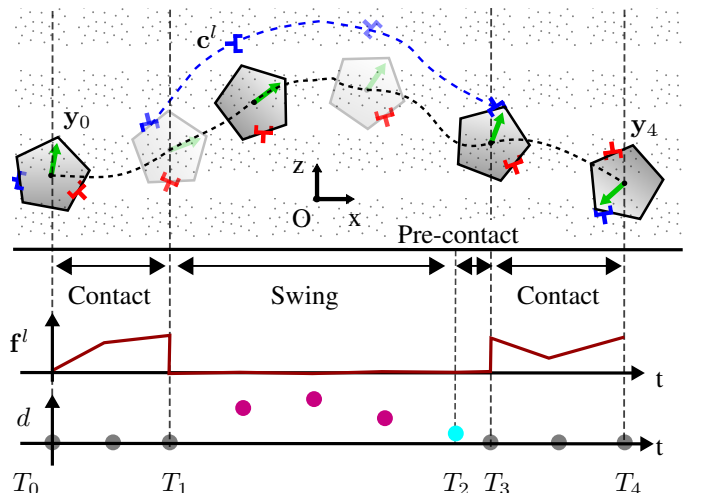 c^l
y_0
y_4
z
O
x
Pre-contact
Contact
Swing
Contact
f^l
t
d
t
T_0
T_1
T_2
T_3
T_4